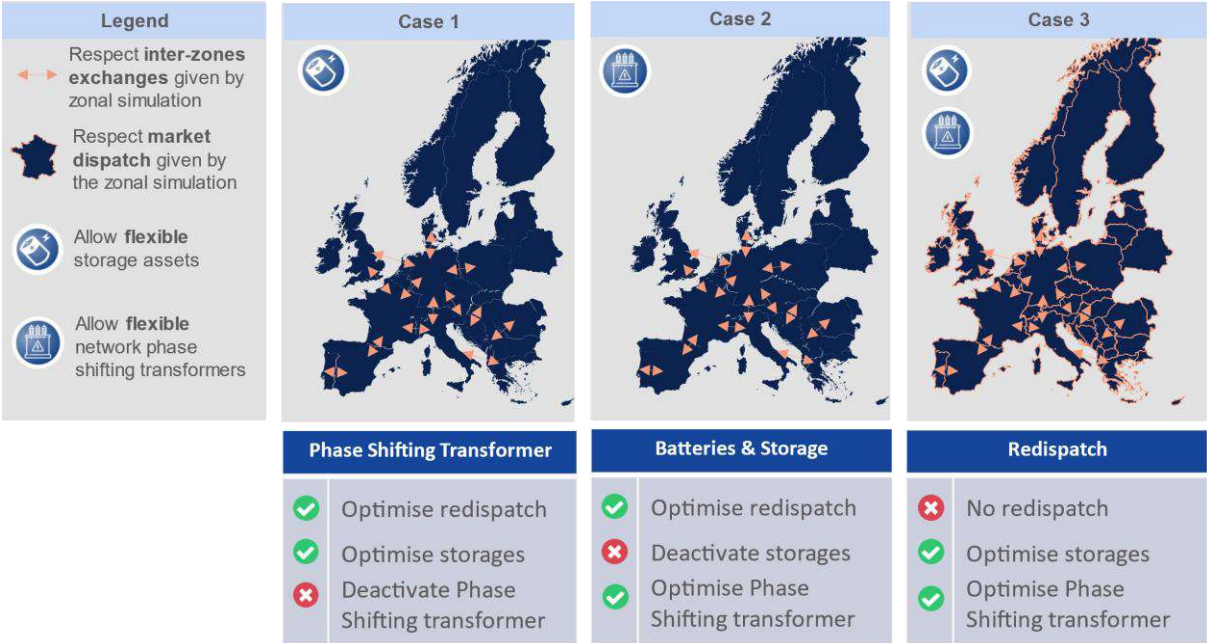 Legend
Respect inter-zones
exchanges given by
zonal simulation
Respect market
dispatch given by
the zonal simulation
Allow flexible
storage assets
Allow flexible
network phase
shifting transformers
Case 1
Case 2
Case 3
Phase Shifting Transformer
Optimise redispatch
Optimise storages
Deactivate Phase
Shifting transformer
Batteries & Storage
Optimise redispatch
Deactivate storages
Optimise Phase
Shifting transformer
Redispatch
No redispatch
Optimise storages
Optimise Phase
Shifting transformer